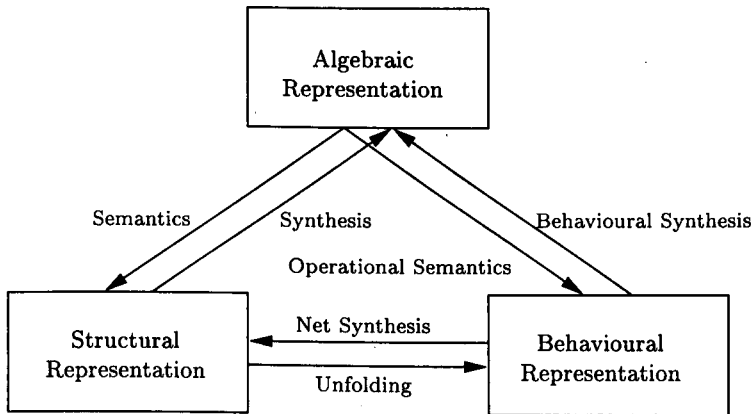 Algebraic
Representation
Semantics
Synthesis
Behavioural Synthesis
Operational Semantics
Structural
Representation
Net Synthesis
Unfolding
Behavioural
Representation